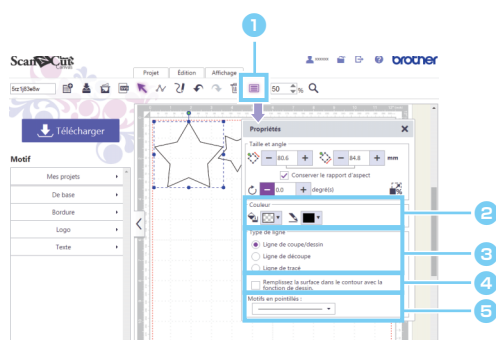 1
ScanNCut
Canvas
brother
Projet Edition Affichage
50 %
Télécharger
Motif
Mes projets
De base
Bordure
Logo
Texte
Propriétés
Taille et angle
80.6 84.8 mm
Conserver le rapport d'aspect
0.0 degré(s)
Couleur
2
Type de ligne
Ligne de coupe/dessin
3
Ligne de découpe
Ligne de tracé
Remplissez la surface dans le contour avec la
fonction de dessin.
4
Motifs en pointillés :
5